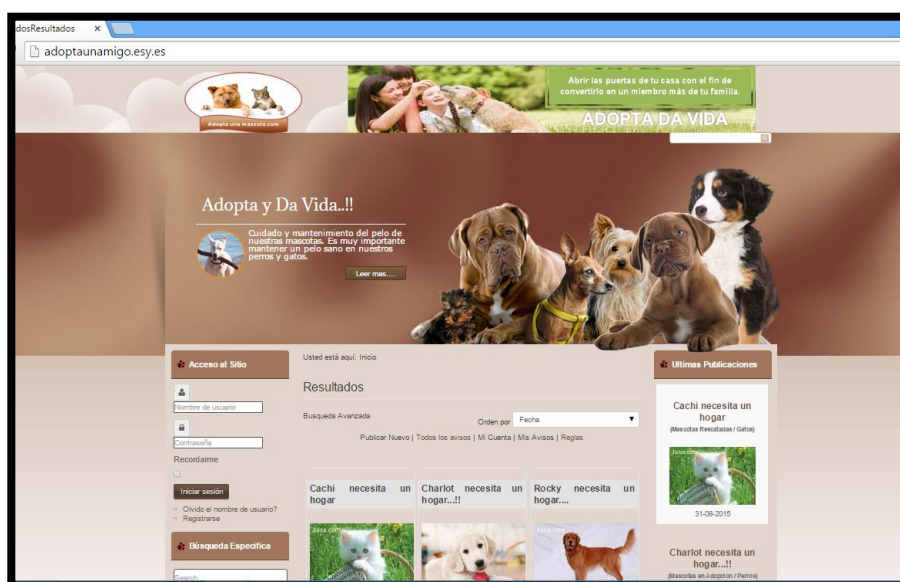 dosResultados
adoptaunamigo.esy.es
Adopta una mascota.com
Abrir las puertas de tu casa con el fin de
convertirlo en un miembro más de tu familia.
ADOPTA DA VIDA
Adopta y Da Vida..!!
Cuidado y mantenimiento del pelo de
nuestras mascotas. Es muy importante
mantener un pelo sano en nuestros
perros y gatos.
Leer mas....
Acceso al Sitio
Nombre de usuario
Contraseña
Recordarme
Iniciar sesión
Olvido el nombre de usuario?
Registrarse
Búsqueda Especifica
Search...
Usted está aquí: Inicio
Resultados
Busqueda Avanzada
Orden por Fecha
Publicar Nuevo | Todos los avisos | Mi Cuenta | Mis Avisos | Reglas
Cachi necesita un
hogar
Charlot necesita un
hogar...!!
Rocky necesita un
hogar....
Ultimas Publicaciones
Cachi necesita un
hogar
(Mascotas Rescatadas / Gatos)
31-08-2015
Charlot necesita un
hogar...!!
(Mascotas en Adopcion / Perros)